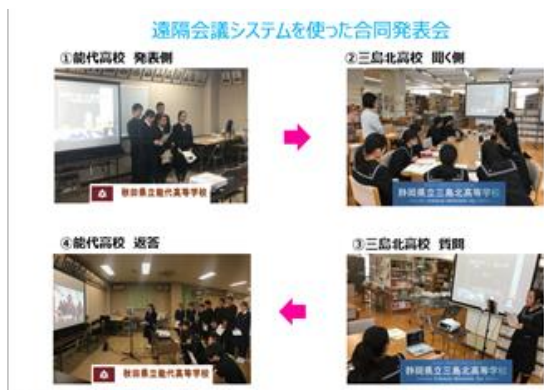 遠隔会議システムを使った合同発表会
①能代高校 発表側
②三島北高校 聞く側
秋田県立能代高等学校
静岡県立三島北高等学校
④能代高校 返答
③三島北高校 質問
秋田県立能代高等学校
静岡県立三島北高等学校